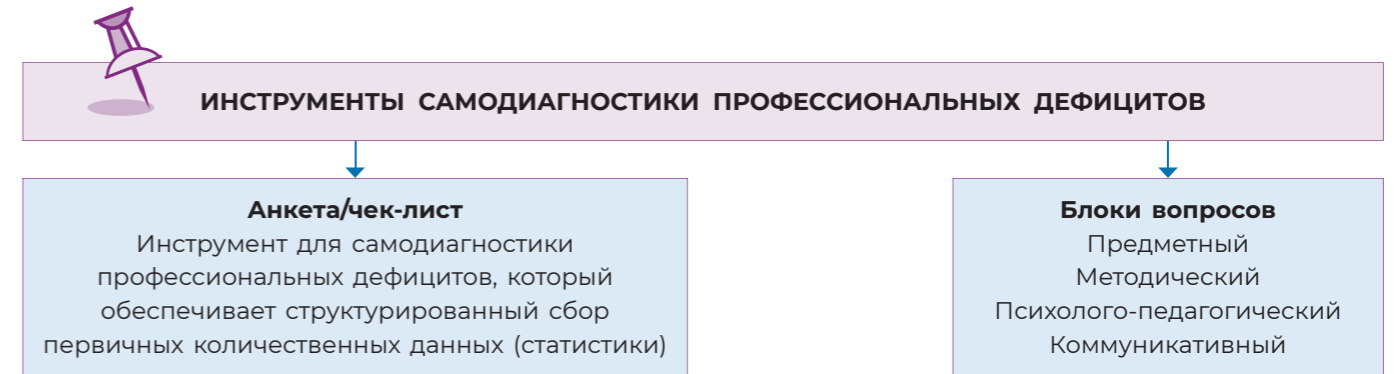 ИНСТРУМЕНТЫ САМОДИАГНОСТИКИ ПРОФЕССИОНАЛЬНЫХ ДЕФИЦИТОВ
Анкета/чек-лист
Инструмент для самодиагностики
профессиональных дефицитов, который
обеспечивает структурированный сбор
первичных количественных данных (статистики)
Блоки вопросов
Предметный
Методический
Психолого-педагогический
Коммуникативный